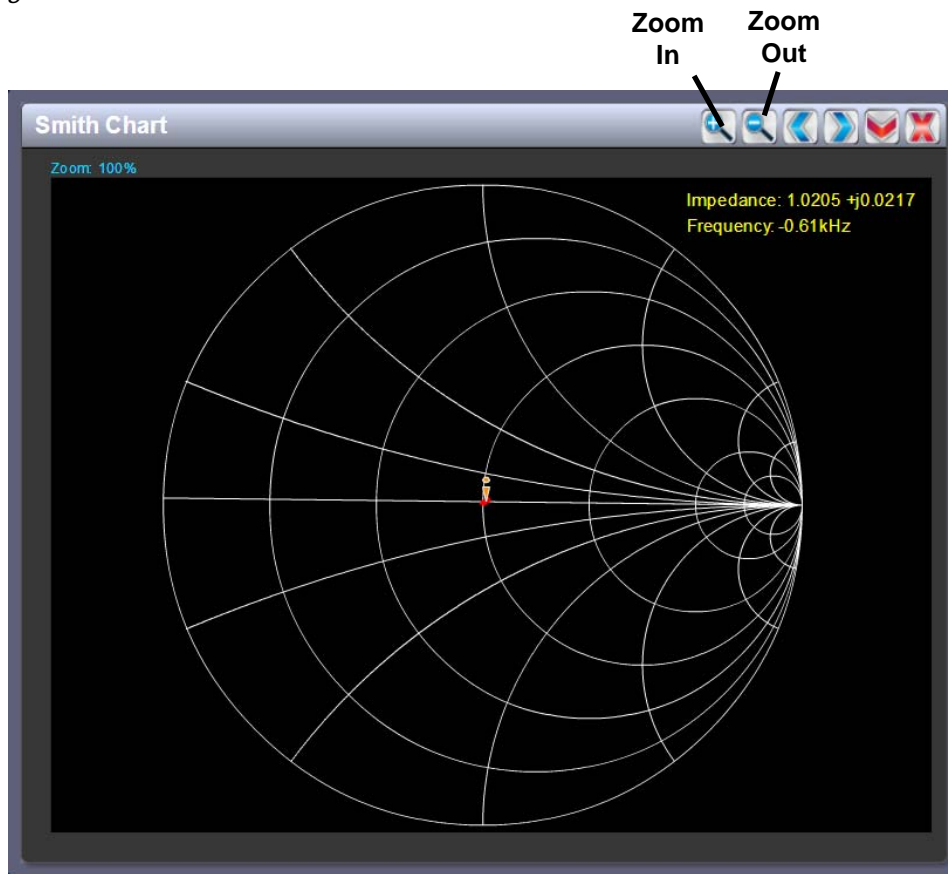 Zoom In
Zoom Out
Smith Chart
Zoom: 100%
Impedance: 1.0205 +j0.0217
Frequency: -0.61kHz